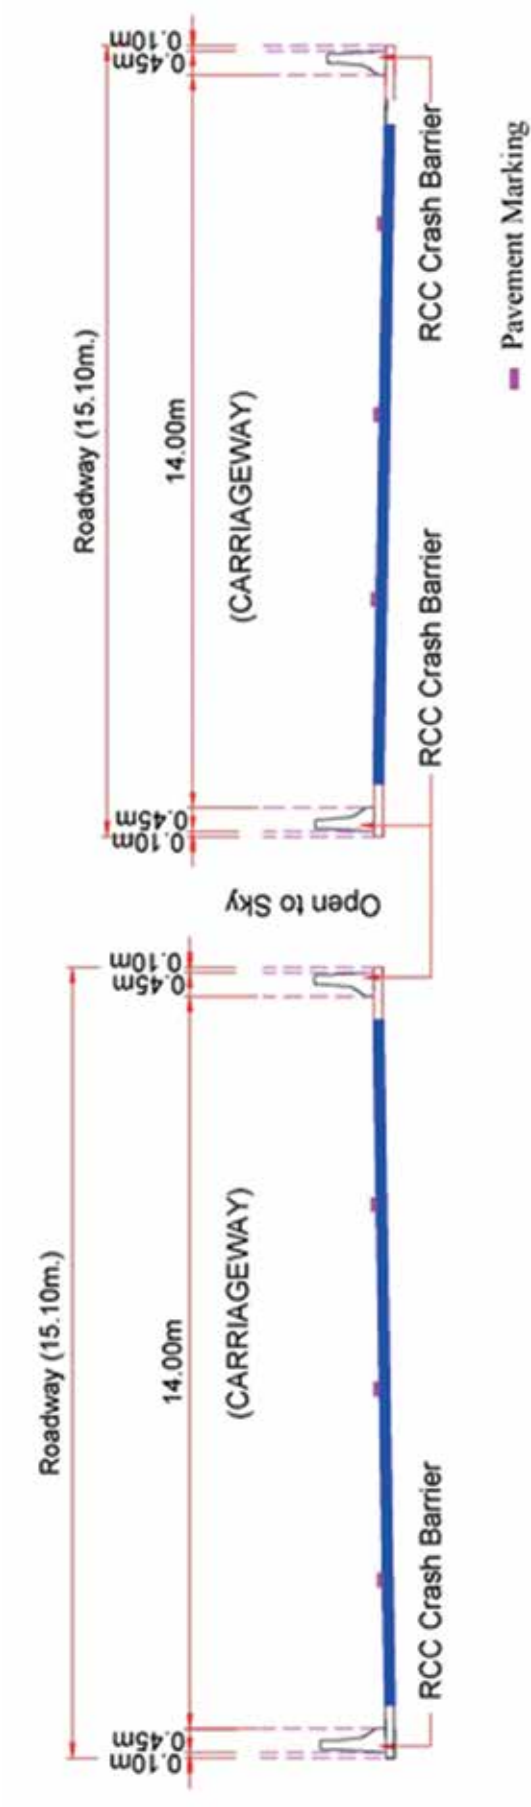 Roadway (15.10m.)
Roadway (15.10m.)
0.10m
0.45m
14.00m
0.45m
0.10m
0.10m
0.45m
14.00m
0.45m
0.10m
(CARRIAGEWAY)
Open to Sky
(CARRIAGEWAY)
RCC Crash Barrier
RCC Crash Barrier
RCC Crash Barrier
Pavement Marking